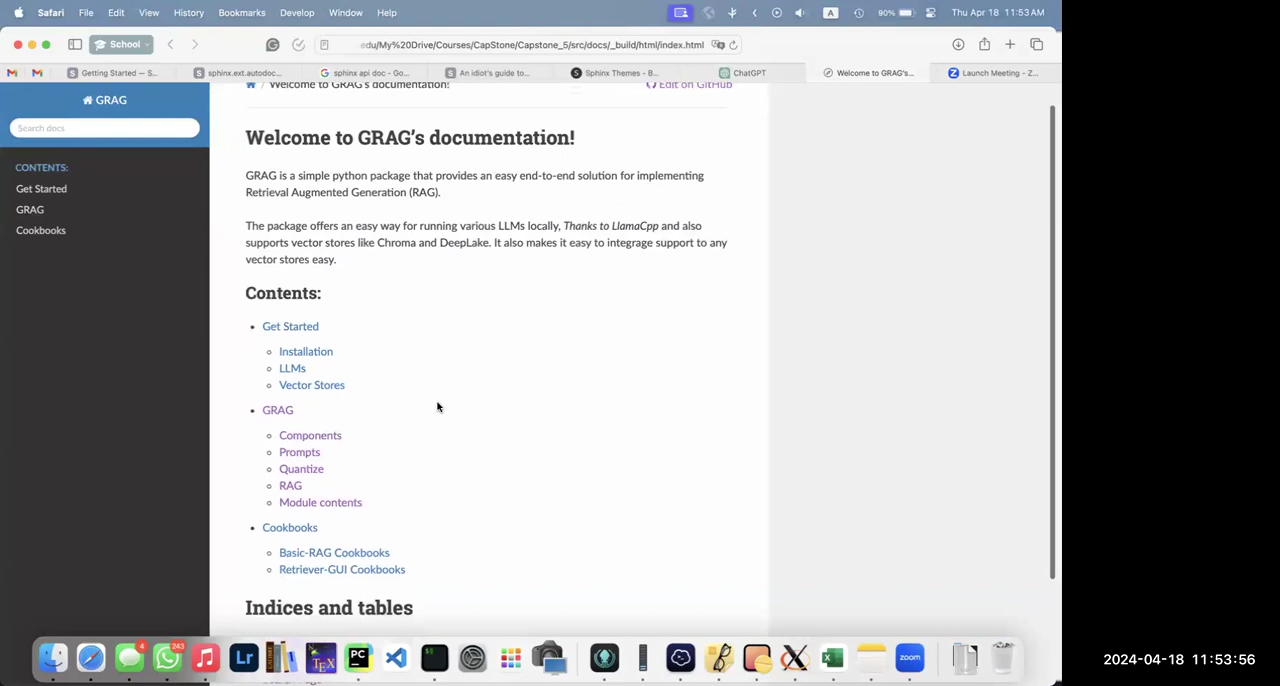 Safari File Edit View History Bookmarks Develop Window Help A 90% Thu Apr 18 11:53 AM
School edu/My%20Drive/Courses/CapStone/Capstone_5/src/docs/_build/html/index.html
Getting Started — S... sphinx.ext.autodoc... sphinx api doc - Go... An idiot's guide to... Sphinx Themes - B... ChatGPT Welcome to GRAG's... Launch Meeting - Z...
GRAG
Search docs
CONTENTS:
Get Started
GRAG
Cookbooks
/ Welcome to GRAG's documentation! Edit on GitHub
Welcome to GRAG’s documentation!
GRAG is a simple python package that provides an easy end-to-end solution for implementing
Retrieval Augmented Generation (RAG).
The package offers an easy way for running various LLMs locally, Thanks to LlamaCpp and also
supports vector stores like Chroma and DeepLake. It also makes it easy to integrage support to any
vector stores easy.
Contents:
• Get Started
◦ Installation
◦ LLMs
◦ Vector Stores
• GRAG
◦ Components
◦ Prompts
◦ Quantize
◦ RAG
◦ Module contents
• Cookbooks
◦ Basic-RAG Cookbooks
◦ Retriever-GUI Cookbooks
Indices and tables
4 243 Lr TEX PC zoom
2024-04-18 11:53:56